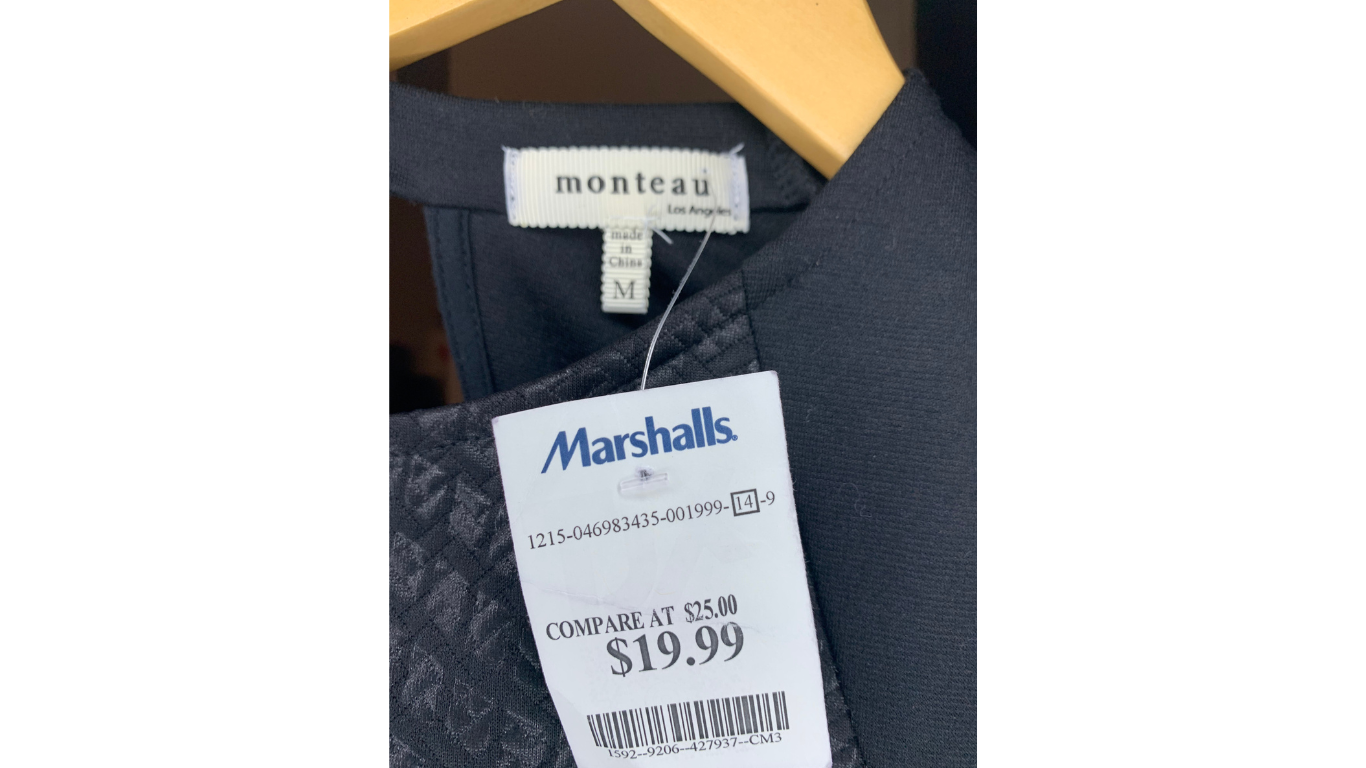 monteau
Los Angeles
made
in
China
M
Marshalls.
1215-046983435-001999-14-9
COMPARE AT $25.00
$19.99
1592--9206--427937--CM3